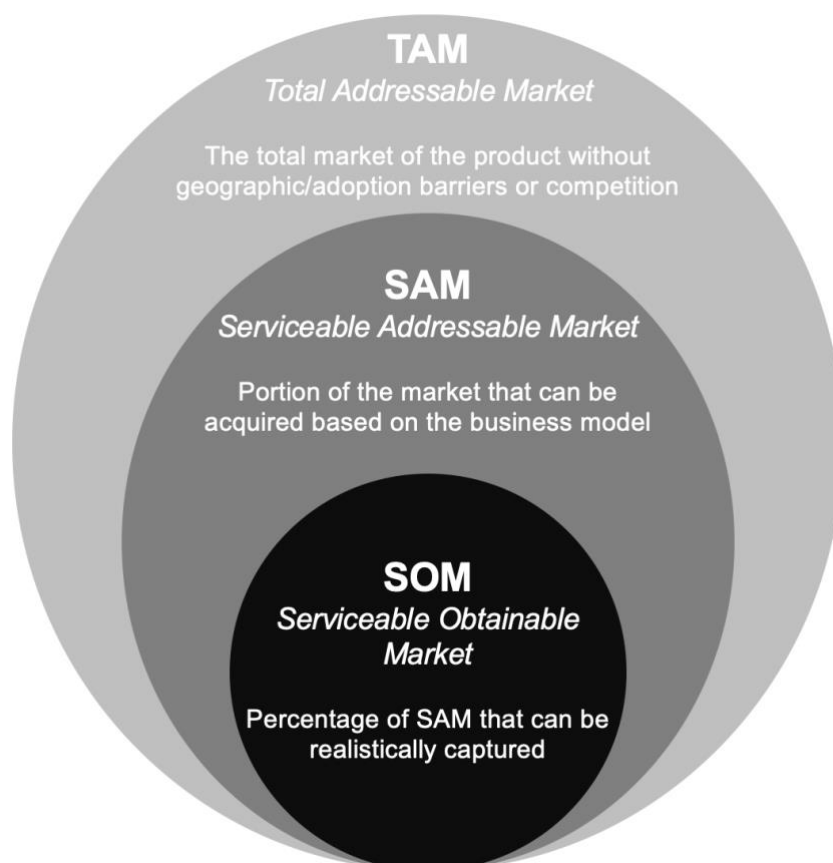 TAM
Total Addressable Market
The total market of the product without
geographic/adoption barriers or competition
SAM
Serviceable Addressable Market
Portion of the market that can be
acquired based on the business model
SOM
Serviceable Obtainable
Market
Percentage of SAM that can be
realistically captured